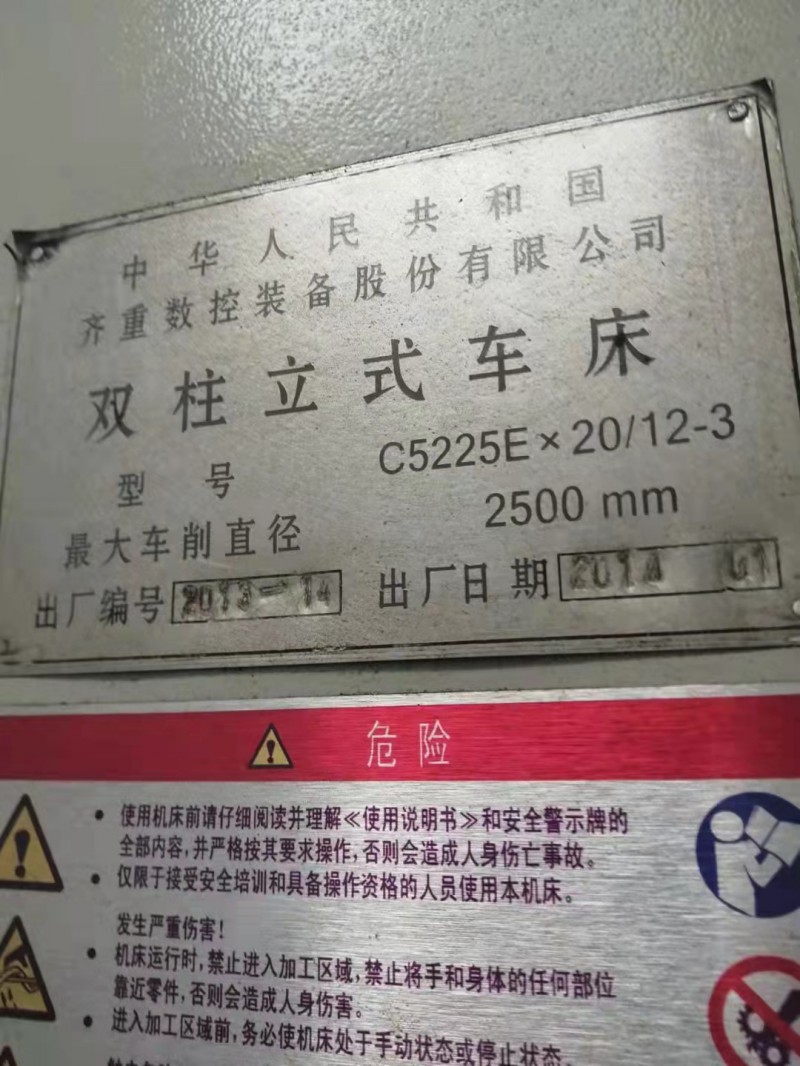 中华人民共和国
齐重数控装备股份有限公司
双柱立式车床
型号 C5225E×20/12-3
最大车削直径 2500 mm
出厂编号 2013-14 出厂日期 2014 01
危险
• 使用机床前请仔细阅读并理解≪使用说明书≫和安全警示牌的
全部内容,并严格按其要求操作,否则会造成人身伤亡事故。
• 仅限于接受安全培训和具备操作资格的人员使用本机床。
发生严重伤害!
• 机床运行时,禁止进入加工区域,禁止将手和身体的任何部位
靠近零件,否则会造成人身伤害。
• 进入加工区域前,务必使机床处于手动状态或停止状态。